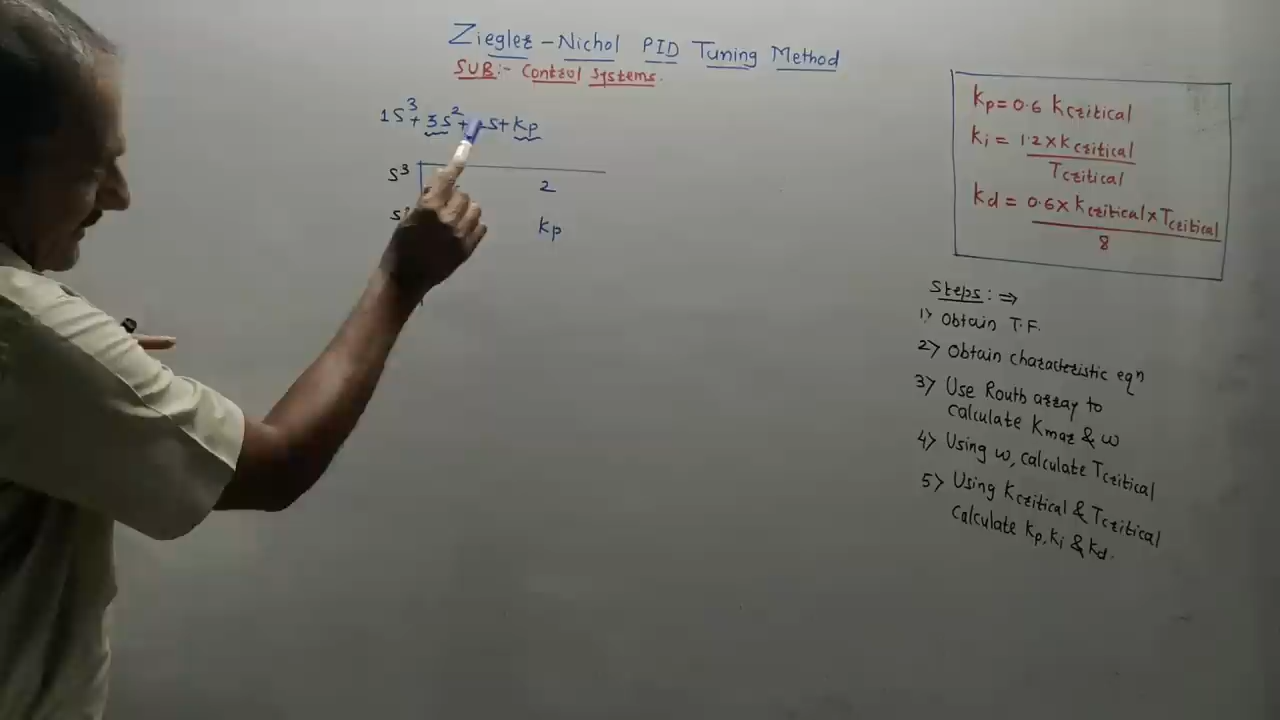 Ziegler - Nichol PID Tuning Method
SUB:- Control Systems.
1S³ + 3S² + S + Kp
S³ 2
S² Kp
Kp = 0.6 Kcritical
Ki = 1.2 x Kcritical
Tcritical
Kd = 0.6 x Kcritical x Tcritical
8
Steps : ⇒
1) Obtain T.F.
2) Obtain characteristic eqn
3) Use Routh array to
calculate Kmar & ω
4) Using ω, calculate Tcritical
5) Using Kcritical & Tcritical
calculate Kp, Ki & Kd.